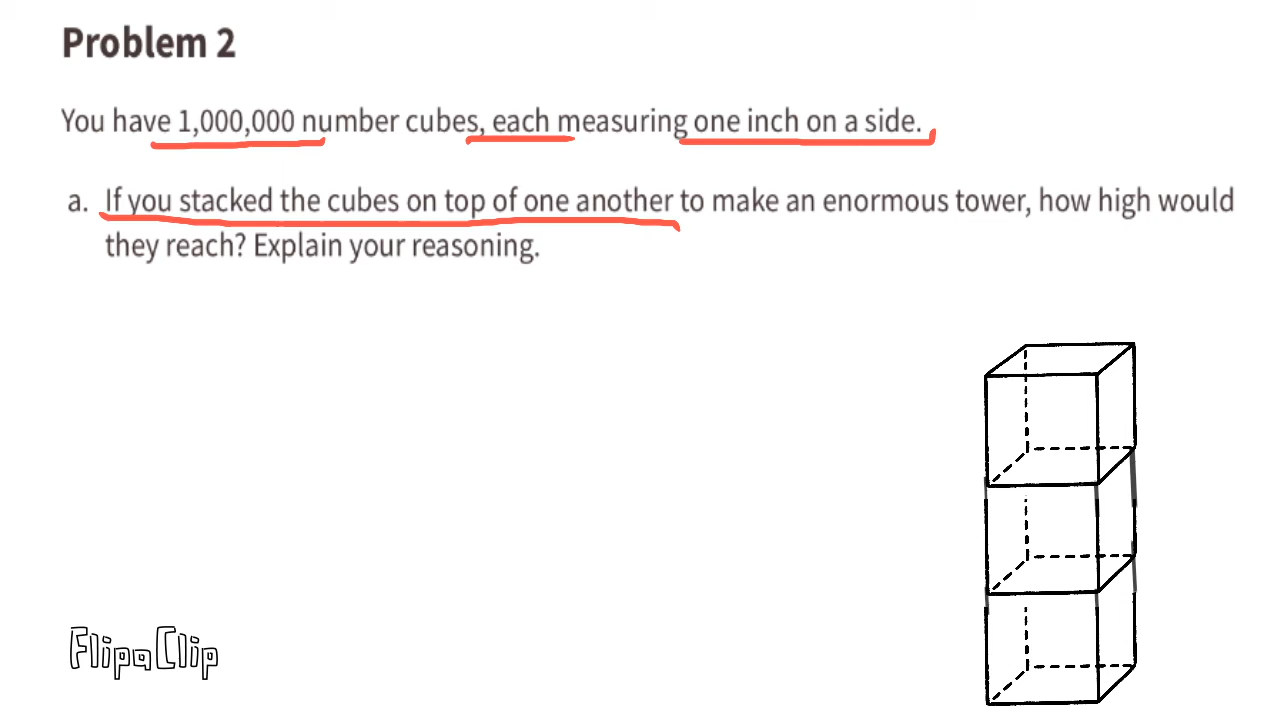 Problem 2
You have 1,000,000 number cubes, each measuring one inch on a side.
a. If you stacked the cubes on top of one another to make an enormous tower, how high would
they reach? Explain your reasoning.
FlipaClip